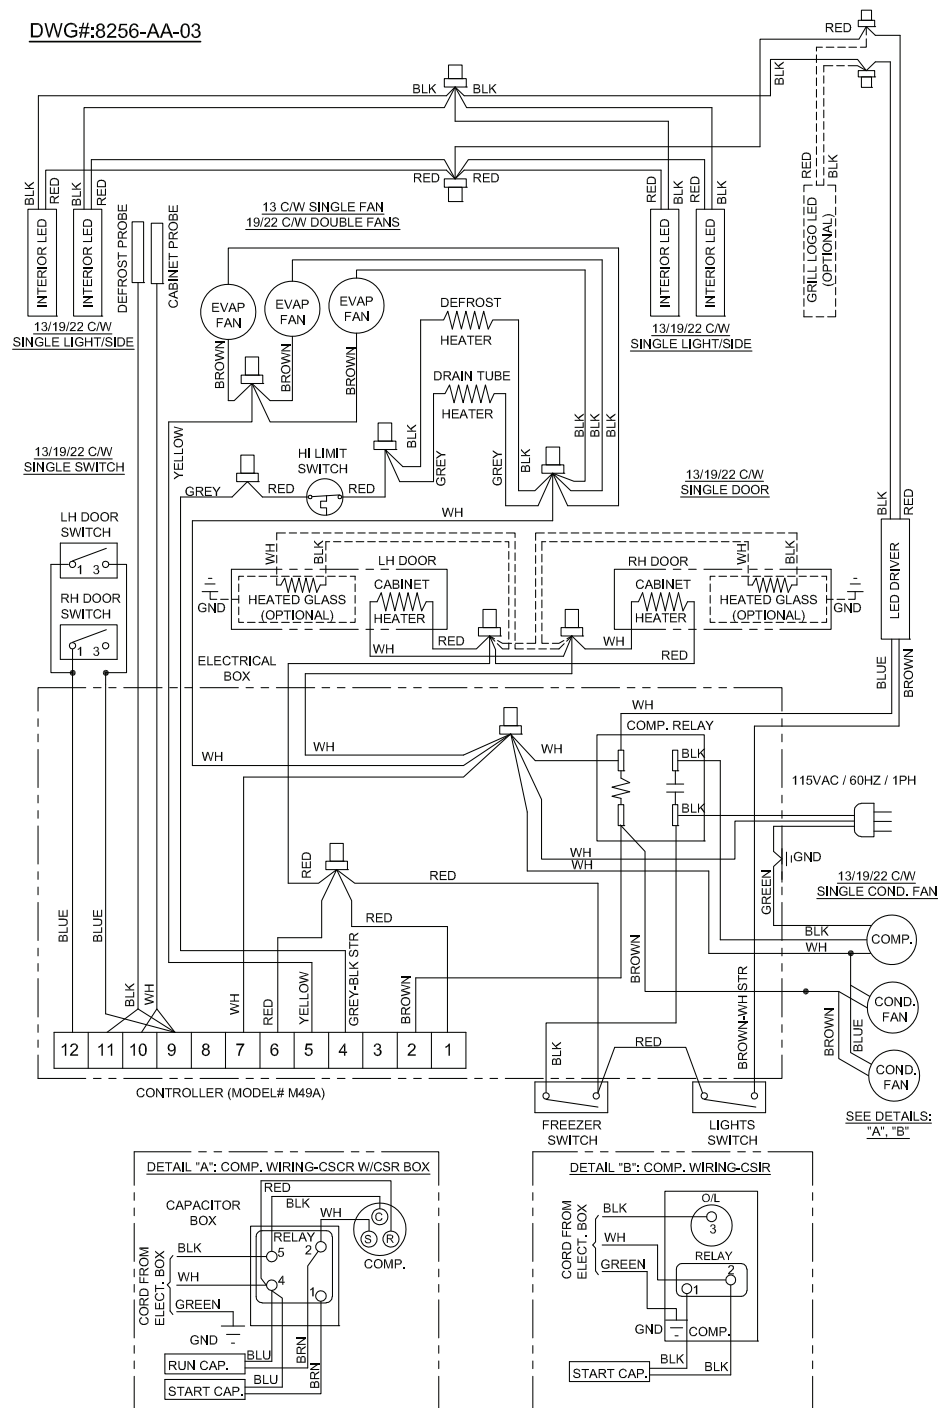 DWG#:8256-AA-03
RED
BLK
BLK
BLK
RED
RED
BLK
RED
BLK
RED
BLK
RED
RED
BLK
RED
BLK
RED
BLK
INTERIOR LED
INTERIOR LED
DEFROST PROBE
CABINET PROBE
13 C/W SINGLE FAN
19/22 C/W DOUBLE FANS
INTERIOR LED
INTERIOR LED
GRILL LOGO LED
(OPTIONAL)
EVAP
FAN
EVAP
FAN
EVAP
FAN
DEFROST
HEATER
DRAIN TUBE
HEATER
13/19/22 C/W
SINGLE LIGHT/SIDE
13/19/22 C/W
SINGLE LIGHT/SIDE
BROWN
BROWN
BROWN
BLK
GREY
GREY
BLK
BLK
BLK
BLK
YELLOW
13/19/22 C/W
SINGLE SWITCH
HI LIMIT
SWITCH
GREY
RED
RED
WH
13/19/22 C/W
SINGLE DOOR
BLK
RED
LH DOOR
SWITCH
1 3
RH DOOR
SWITCH
1 3
WH
BLK
LH DOOR
GND
HEATED GLASS
(OPTIONAL)
CABINET
HEATER
RED
WH
RH DOOR
CABINET
HEATER
WH
RED
WH
BLK
HEATED GLASS
(OPTIONAL)
GND
LED DRIVER
ELECTRICAL
BOX
BLUE
BROWN
WH
COMP. RELAY
WH
WH
WH
BLK
BLK
115VAC / 60HZ / 1PH
WH
WH
GND
GREEN
13/19/22 C/W
SINGLE COND. FAN
RED
RED
RED
RED
BLK
WH
COMP.
BLUE
BLUE
BLK
WH
WH
RED
YELLOW
GREY-BLK STR
BROWN
BROWN
BROWN-WH STR
COND.
FAN
BROWN
BLUE
COND.
FAN
12 11 10 9 8 7 6 5 4 3 2 1
BLK
RED
CONTROLLER (MODEL# M49A)
FREEZER
SWITCH
LIGHTS
SWITCH
SEE DETAILS:
"A", "B"
DETAIL "A": COMP. WIRING-CSCR W/CSR BOX
RED
BLK
CAPACITOR
BOX
WH
C
S
R
COMP.
RELAY
5
2
4
1
CORD FROM
ELECT. BOX
BLK
WH
GREEN
GND
RUN CAP.
BLU
BRN
BRN
START CAP.
BLU
DETAIL "B": COMP. WIRING-CSIR
CORD FROM
ELECT. BOX
BLK
WH
GREEN
O/L
3
RELAY
2
1
GND
COMP.
START CAP.
BLK
BLK